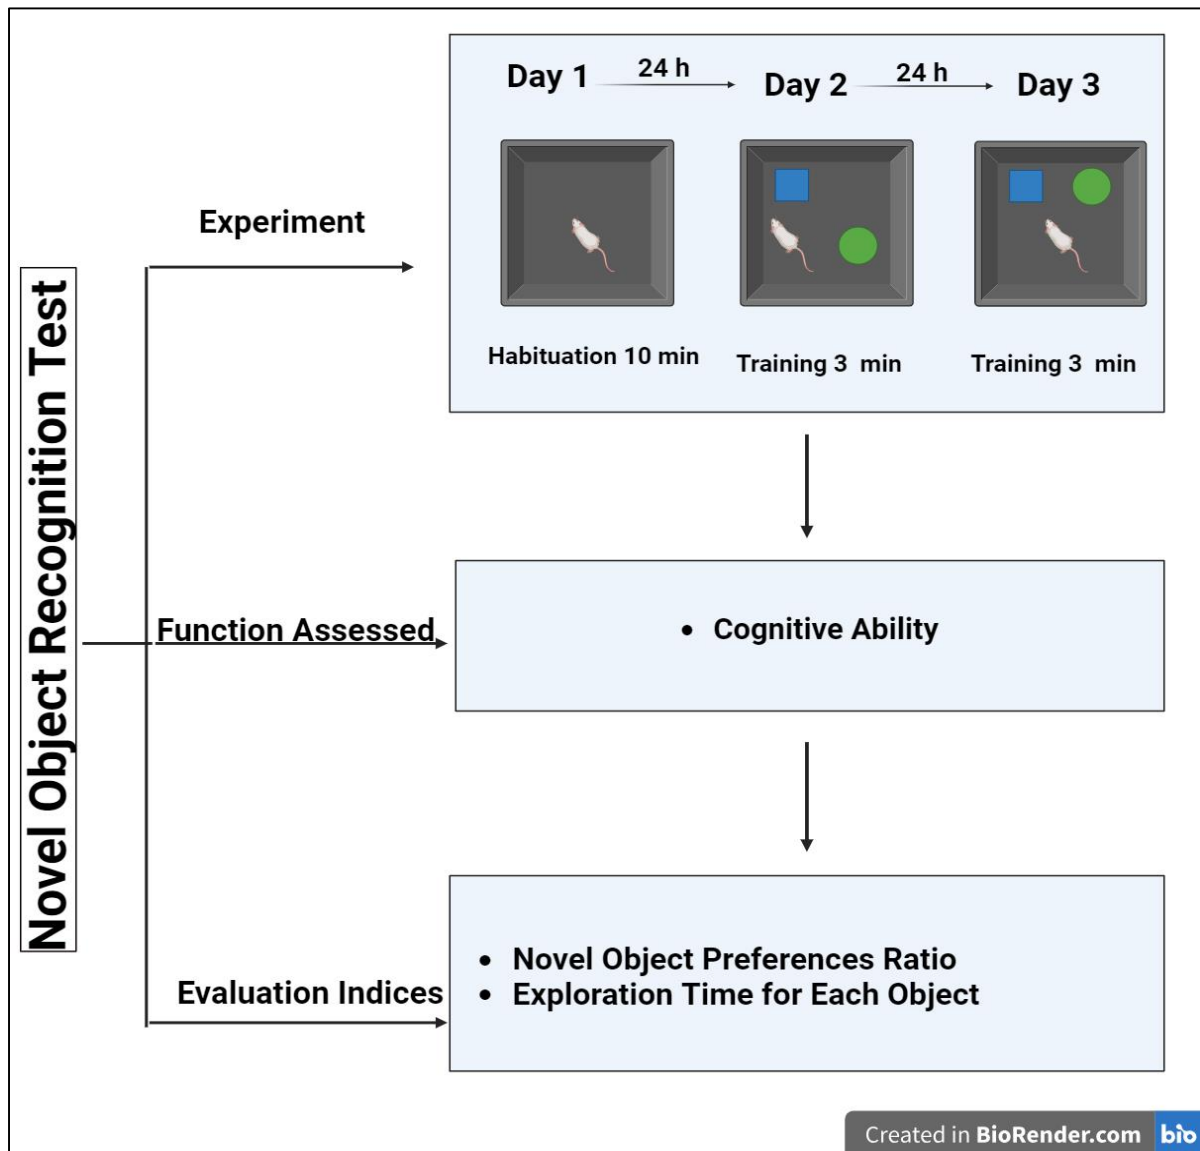 Novel Object Recognition Test
Experiment
Day 1
24 h
Day 2
24 h
Day 3
Habituation 10 min
Training 3 min
Training 3 min
Function Assessed
• Cognitive Ability
Evaluation Indices
• Novel Object Preferences Ratio
• Exploration Time for Each Object
Created in BioRender.com bio